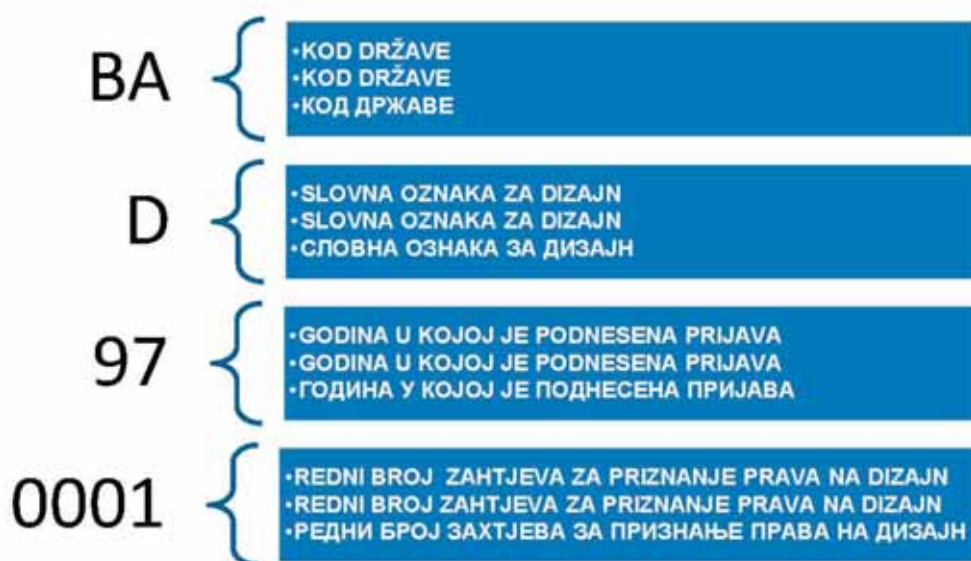 BA
•KOD DRŽAVE
•KOD DRŽAVE
•КОД ДРЖАВЕ
D
•SLOVNA OZNAKA ZA DIZAJN
•SLOVNA OZNAKA ZA DIZAJN
•СЛОВНА ОЗНАКА ЗА ДИЗАЈН
97
•GODINA U KOJOJ JE PODNESENA PRIJAVA
•GODINA U KOJOJ JE PODNESENA PRIJAVA
•ГОДИНА У КОЈОЈ ЈЕ ПОДНЕСЕНА ПРИЈАВА
0001
•REDNI BROJ ZAHTJEVA ZA PRIZNANJE PRAVA NA DIZAJN
•REDNI BROJ ZAHTJEVA ZA PRIZNANJE PRAVA NA DIZAJN
•РЕДНИ БРОЈ ЗАХТЈЕВА ЗА ПРИЗНАЊЕ ПРАВА НА ДИЗАЈН